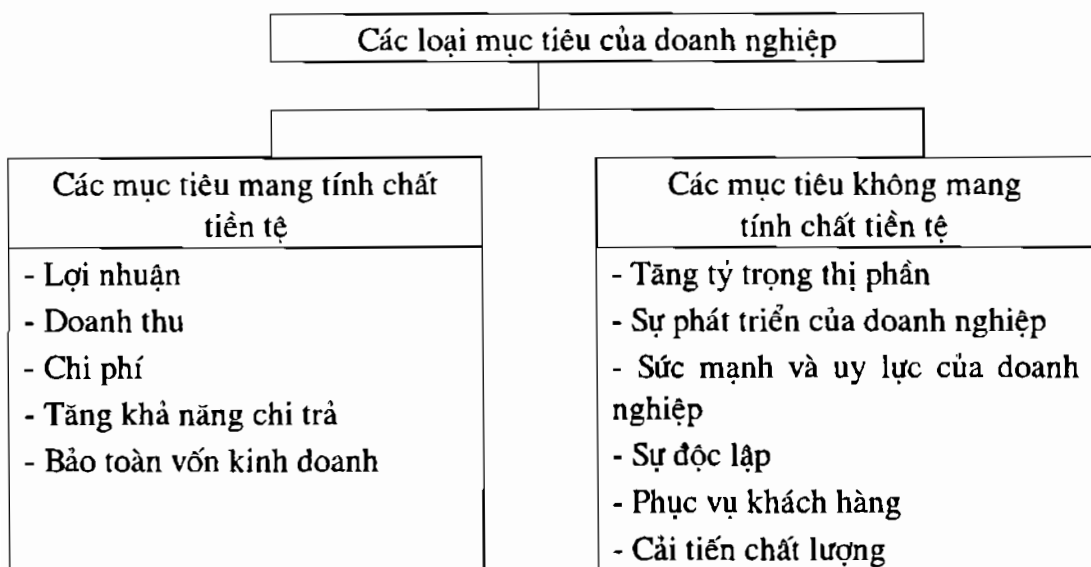 Các loại mục tiêu của doanh nghiệp
Các mục tiêu mang tính chất
tiền tệ
- Lợi nhuận
- Doanh thu
- Chi phí
- Tăng khả năng chi trả
- Bảo toàn vốn kinh doanh
Các mục tiêu không mang
tính chất tiền tệ
- Tăng tỷ trọng thị phần
- Sự phát triển của doanh nghiệp
- Sức mạnh và uy lực của doanh
nghiệp
- Sự độc lập
- Phục vụ khách hàng
- Cải tiến chất lượng